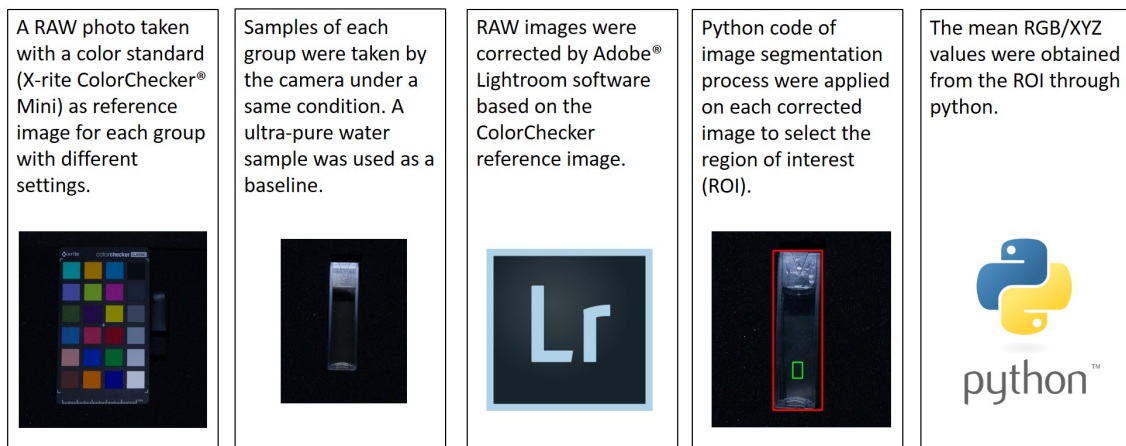 A RAW photo taken
with a color standard
(X-rite ColorChecker®
Mini) as reference
image for each group
with different
settings.
x-rite colorchecker CLASSIC
Samples of each
group were taken by
the camera under a
same condition. A
ultra-pure water
sample was used as a
baseline.
RAW images were
corrected by Adobe®
Lightroom software
based on the
ColorChecker
reference image.
Lr
Python code of
image segmentation
process were applied
on each corrected
image to select the
region of interest
(ROI).
The mean RGB/XYZ
values were obtained
from the ROI through
python.
python™